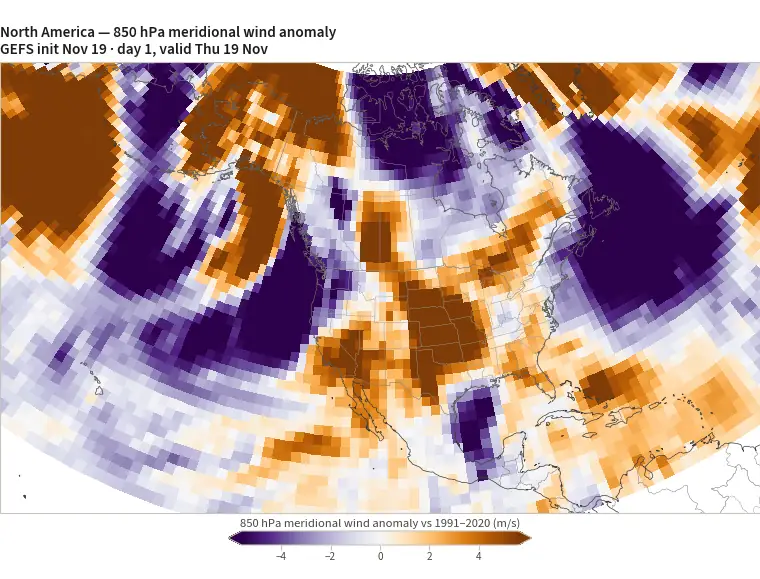 North America — 850 hPa meridional wind anomaly
GEFS init Nov 19 · day 1, valid Thu 19 Nov
850 hPa meridional wind anomaly vs 1991–2020 (m/s)
−4 −2 0 2 4